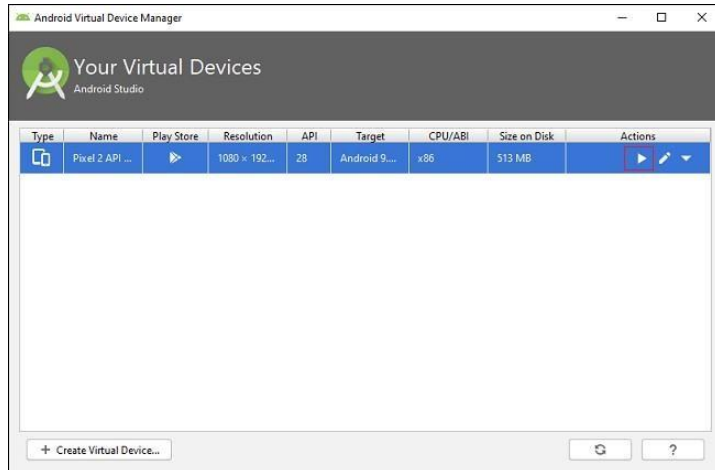 Android Virtual Device Manager
Your Virtual Devices
Android Studio
Type Name Play Store Resolution API Target CPU/ABI Size on Disk Actions
Pixel 2 API ... 1080 × 192... 28 Android 9.... x86 513 MB
+ Create Virtual Device... ?